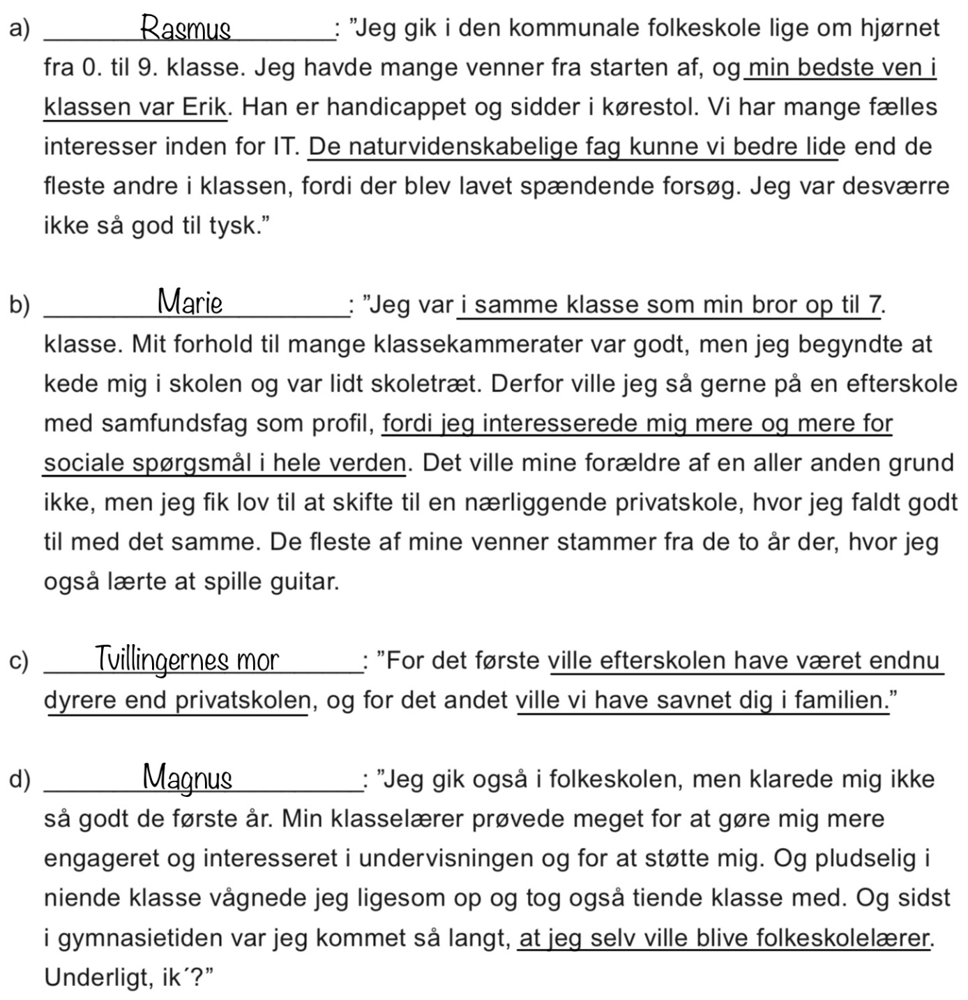 a) Rasmus: ”Jeg gik i den kommunale folkeskole lige om hjørnet
fra 0. til 9. klasse. Jeg havde mange venner fra starten af, og min bedste ven i
klassen var Erik. Han er handicappet og sidder i kørestol. Vi har mange fælles
interesser inden for IT. De naturvidenskabelige fag kunne vi bedre lide end de
fleste andre i klassen, fordi der blev lavet spændende forsøg. Jeg var desværre
ikke så god til tysk.”
b) Marie: ”Jeg var i samme klasse som min bror op til 7.
klasse. Mit forhold til mange klassekammerater var godt, men jeg begyndte at
kede mig i skolen og var lidt skoletræt. Derfor ville jeg så gerne på en efterskole
med samfundsfag som profil, fordi jeg interesserede mig mere og mere for
sociale spørgsmål i hele verden. Det ville mine forældre af en aller anden grund
ikke, men jeg fik lov til at skifte til en nærliggende privatskole, hvor jeg faldt godt
til med det samme. De fleste af mine venner stammer fra de to år der, hvor jeg
også lærte at spille guitar.
c) Tvillingernes mor: ”For det første ville efterskolen have været endnu
dyrere end privatskolen, og for det andet ville vi have savnet dig i familien.”
d) Magnus: ”Jeg gik også i folkeskolen, men klarede mig ikke
så godt de første år. Min klasselærer prøvede meget for at gøre mig mere
engageret og interesseret i undervisningen og for at støtte mig. Og pludselig i
niende klasse vågnede jeg ligesom op og tog også tiende klasse med. Og sidst
i gymnasietiden var jeg kommet så langt, at jeg selv ville blive folkeskolelærer.
Underligt, ik´?”